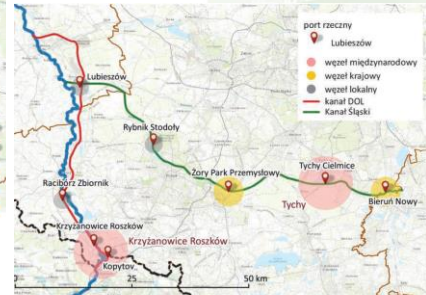 port rzeczny
Lubieszów
węzeł międzynarodowy
węzeł krajowy
węzeł lokalny
kanał DOL
Kanał Śląski
Lubieszów
Rybnik Stodoły
Żory Park Przemysłowy
Tychy Cielmice
Tychy
Bieruń Nowy
Racibórz Zbiornik
Krzyżanowice Roszków
Krzyżanowice Roszków
Kopytov
25
50 km